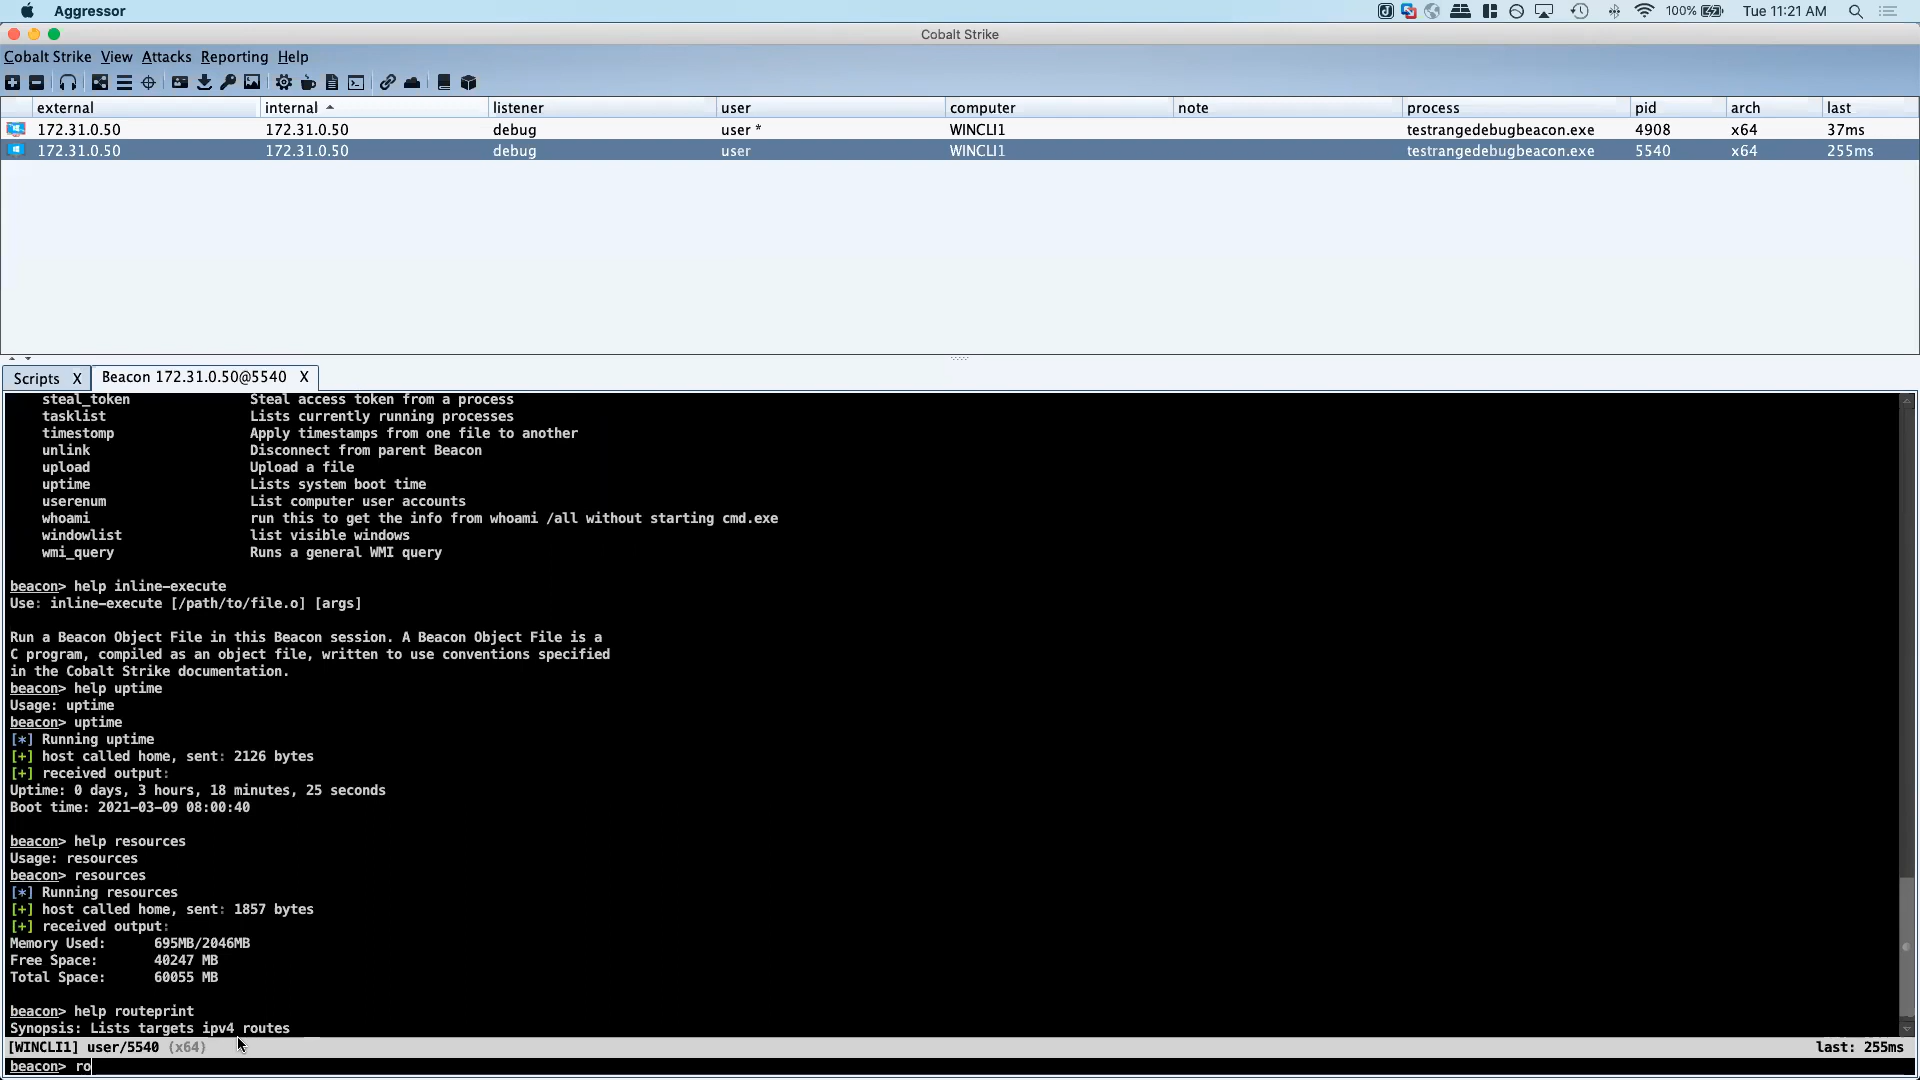 Aggressor 100% Tue 11:21 AM
Cobalt Strike
Cobalt Strike View Attacks Reporting Help
external internal listener user computer note process pid arch last
172.31.0.50 172.31.0.50 debug user * WINCLI1 testrangedebugbeacon.exe 4908 x64 37ms
172.31.0.50 172.31.0.50 debug user WINCLI1 testrangedebugbeacon.exe 5540 x64 255ms
Scripts X Beacon 172.31.0.50@5540 X
steal_token Steal access token from a process
tasklist Lists currently running processes
timestomp Apply timestamps from one file to another
unlink Disconnect from parent Beacon
upload Upload a file
uptime Lists system boot time
userenum List computer user accounts
whoami run this to get the info from whoami /all without starting cmd.exe
windowlist list visible windows
wmi_query Runs a general WMI query
beacon> help inline-execute
Use: inline-execute [/path/to/file.o] [args]
Run a Beacon Object File in this Beacon session. A Beacon Object File is a
C program, compiled as an object file, written to use conventions specified
in the Cobalt Strike documentation.
beacon> help uptime
Usage: uptime
beacon> uptime
[*] Running uptime
[+] host called home, sent: 2126 bytes
[+] received output:
Uptime: 0 days, 3 hours, 18 minutes, 25 seconds
Boot time: 2021-03-09 08:00:40
beacon> help resources
Usage: resources
beacon> resources
[*] Running resources
[+] host called home, sent: 1857 bytes
[+] received output:
Memory Used: 695MB/2046MB
Free Space: 40247 MB
Total Space: 60055 MB
beacon> help routeprint
Synopsis: Lists targets ipv4 routes
[WINCLI1] user/5540 (x64) last: 255ms
beacon> ro